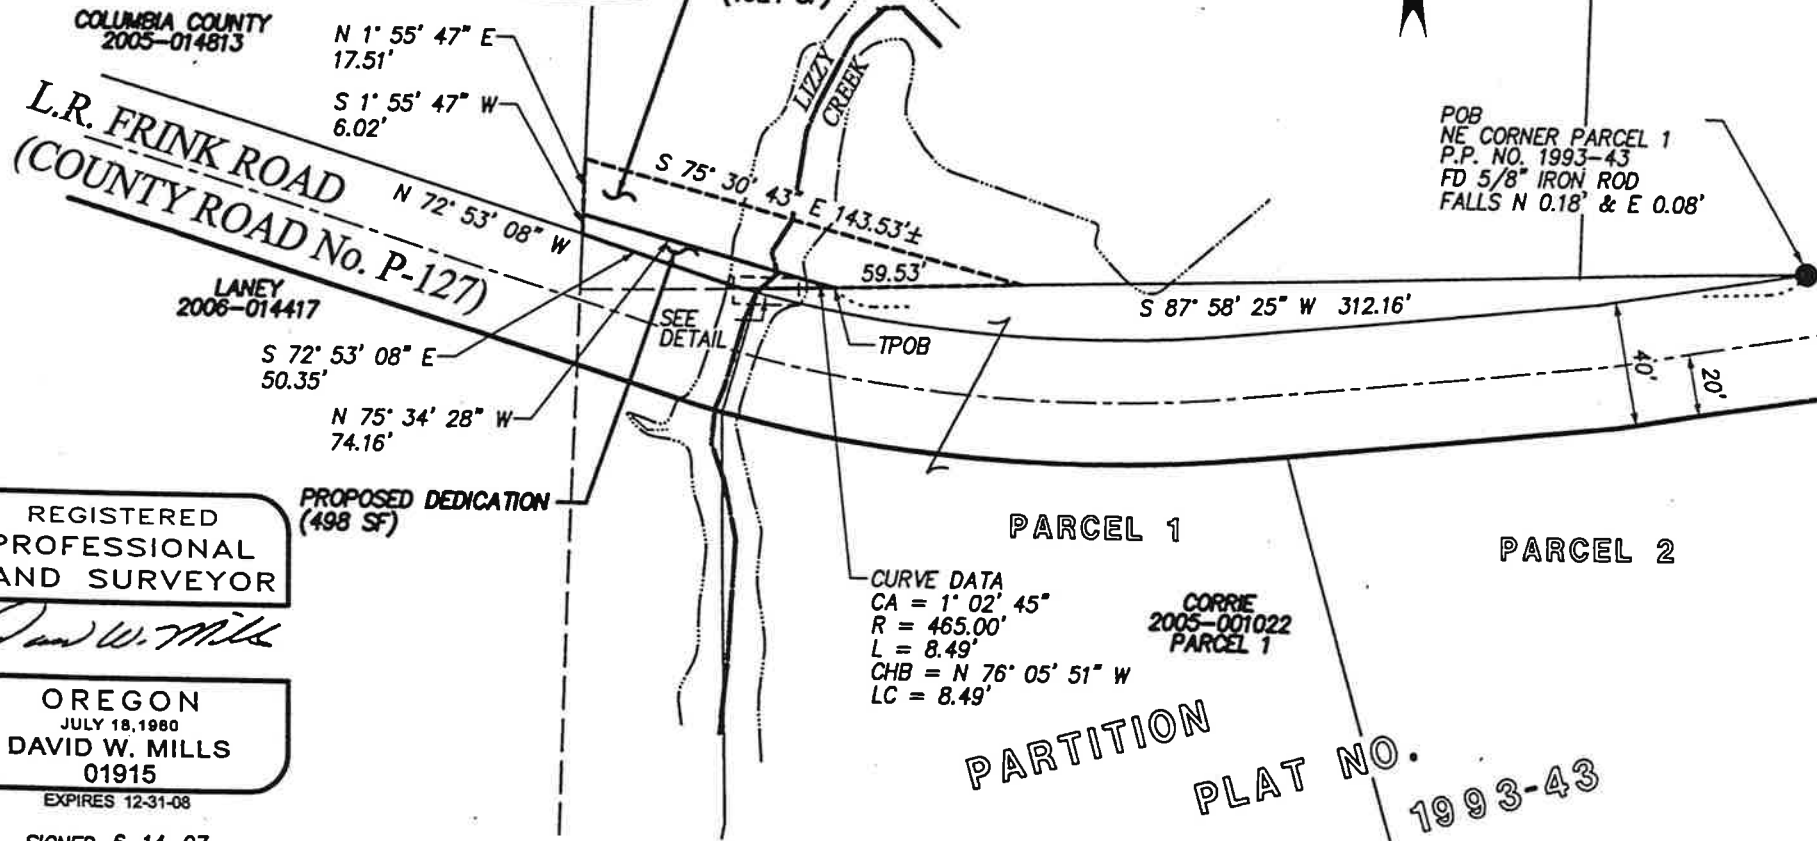 COLUMBIA COUNTY
2005-014813
N 1° 55' 47" E
17.51'
S 1° 55' 47" W
6.02'
L.R. FRINK ROAD
(COUNTY ROAD No. P-127)
N 72° 53' 08" W
LIZZY
CREEK
S 75° 30' 43" E 143.53'±
59.53'
POB
NE CORNER PARCEL 1
P.P. NO. 1993-43
FD 5/8" IRON ROD
FALLS N 0.18' & E 0.08'
S 87° 58' 25" W 312.16'
LANEY
2006-014417
SEE
DETAIL
TPOB
40'
20'
S 72° 53' 08" E
50.35'
N 75° 34' 28" W
74.16'
PROPOSED DEDICATION
(498 SF)
REGISTERED
PROFESSIONAL
AND SURVEYOR
David W. Mills
OREGON
JULY 18,1980
DAVID W. MILLS
01915
EXPIRES 12-31-08
PARCEL 1
PARCEL 2
CURVE DATA
CA = 1° 02' 45"
R = 465.00'
L = 8.49'
CHB = N 76° 05' 51" W
LC = 8.49'
CORRIE
2005-001022
PARCEL 1
PARTITION
PLAT NO.
1993-43